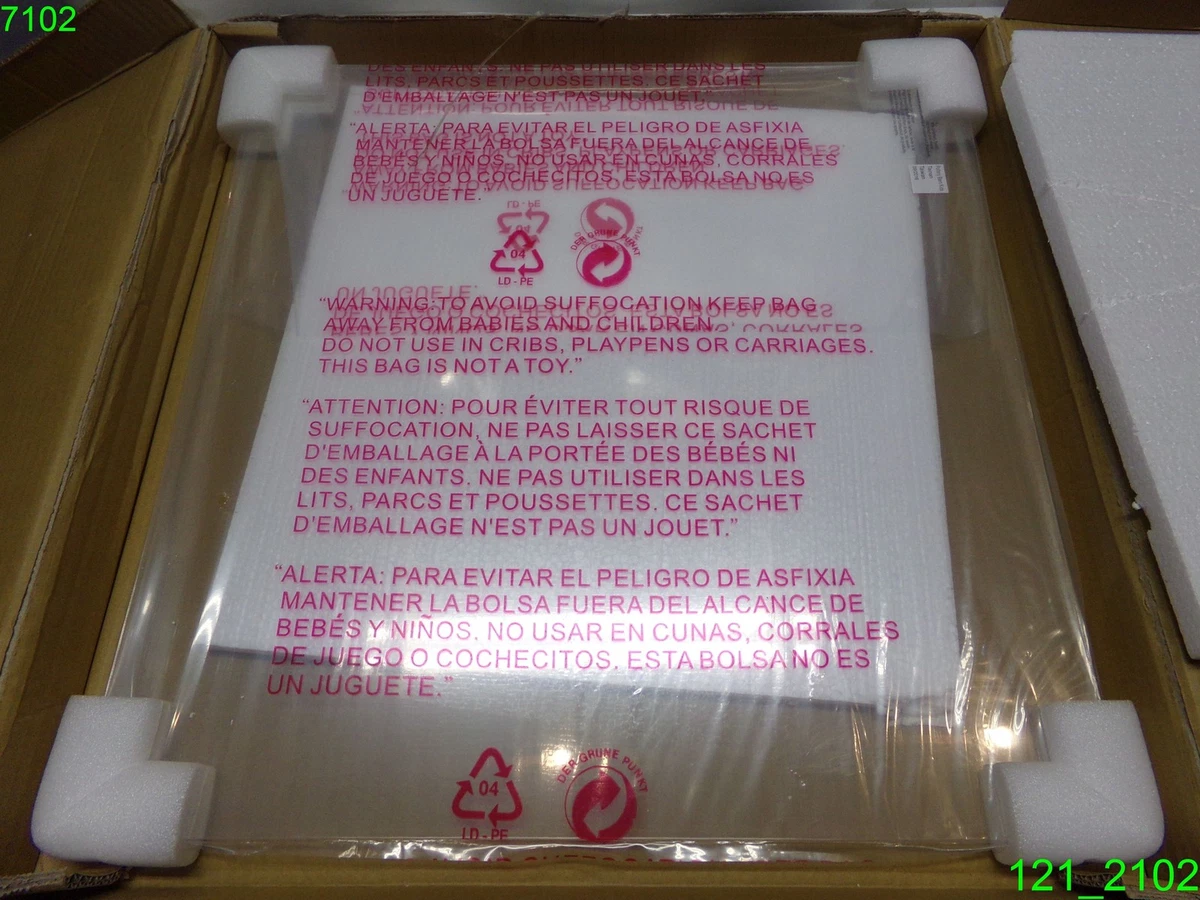 7102
DES ENFANTS. NE PAS UTILISER DANS LES
LITS, PARCS ET POUSSETTES. CE SACHET
D'EMBALLAGE N'EST PAS UN JOUET."
"ALERTA: PARA EVITAR EL PELIGRO DE ASFIXIA
MANTENER LA BOLSA FUERA DEL ALCANCE DE
BEBÉS Y NIÑOS. NO USAR EN CUNAS, CORRALES
DE JUEGO O COCHECITOS. ESTA BOLSA NO ES
UN JUGUETE.
04
LD - PE
DER GRÜNE PUNKT
"WARNING: TO AVOID SUFFOCATION KEEP BAG
AWAY FROM BABIES AND CHILDREN
DO NOT USE IN CRIBS, PLAYPENS OR CARRIAGES.
THIS BAG IS NOT A TOY."
"ATTENTION: POUR ÉVITER TOUT RISQUE DE
SUFFOCATION, NE PAS LAISSER CE SACHET
D'EMBALLAGE À LA PORTÉE DES BÉBÉS NI
DES ENFANTS. NE PAS UTILISER DANS LES
LITS, PARCS ET POUSSETTES. CE SACHET
D'EMBALLAGE N'EST PAS UN JOUET."
"ALERTA: PARA EVITAR EL PELIGRO DE ASFIXIA
MANTENER LA BOLSA FUERA DEL ALCANCE DE
BEBÉS Y NIÑOS. NO USAR EN CUNAS, CORRALES
DE JUEGO O COCHECITOS. ESTA BOLSA NO ES
UN JUGUETE."
04
LD - PE
DER GRÜNE PUNKT
121_2102